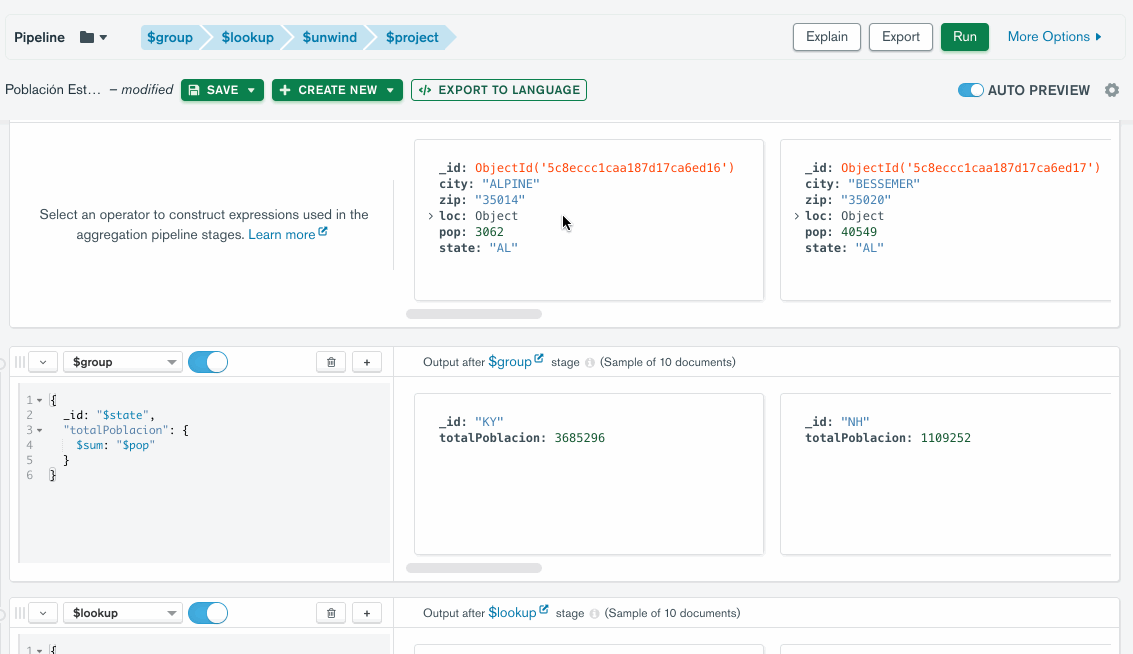 Pipeline $group $lookup $unwind $project Explain Export Run More Options
Población Est... – modified SAVE CREATE NEW </> EXPORT TO LANGUAGE AUTO PREVIEW
Select an operator to construct expressions used in the
aggregation pipeline stages. Learn more
_id: ObjectId('5c8eccc1caa187d17ca6ed16')
city: "ALPINE"
zip: "35014"
> loc: Object
pop: 3062
state: "AL"
_id: ObjectId('5c8eccc1caa187d17ca6ed17')
city: "BESSEMER"
zip: "35020"
> loc: Object
pop: 40549
state: "AL"
$group
Output after $group stage (Sample of 10 documents)
1 {
2 _id: "$state",
3 "totalPoblacion": {
4 $sum: "$pop"
5 }
6 }
_id: "KY"
totalPoblacion: 3685296
_id: "NH"
totalPoblacion: 1109252
$lookup
Output after $lookup stage (Sample of 10 documents)
1 {